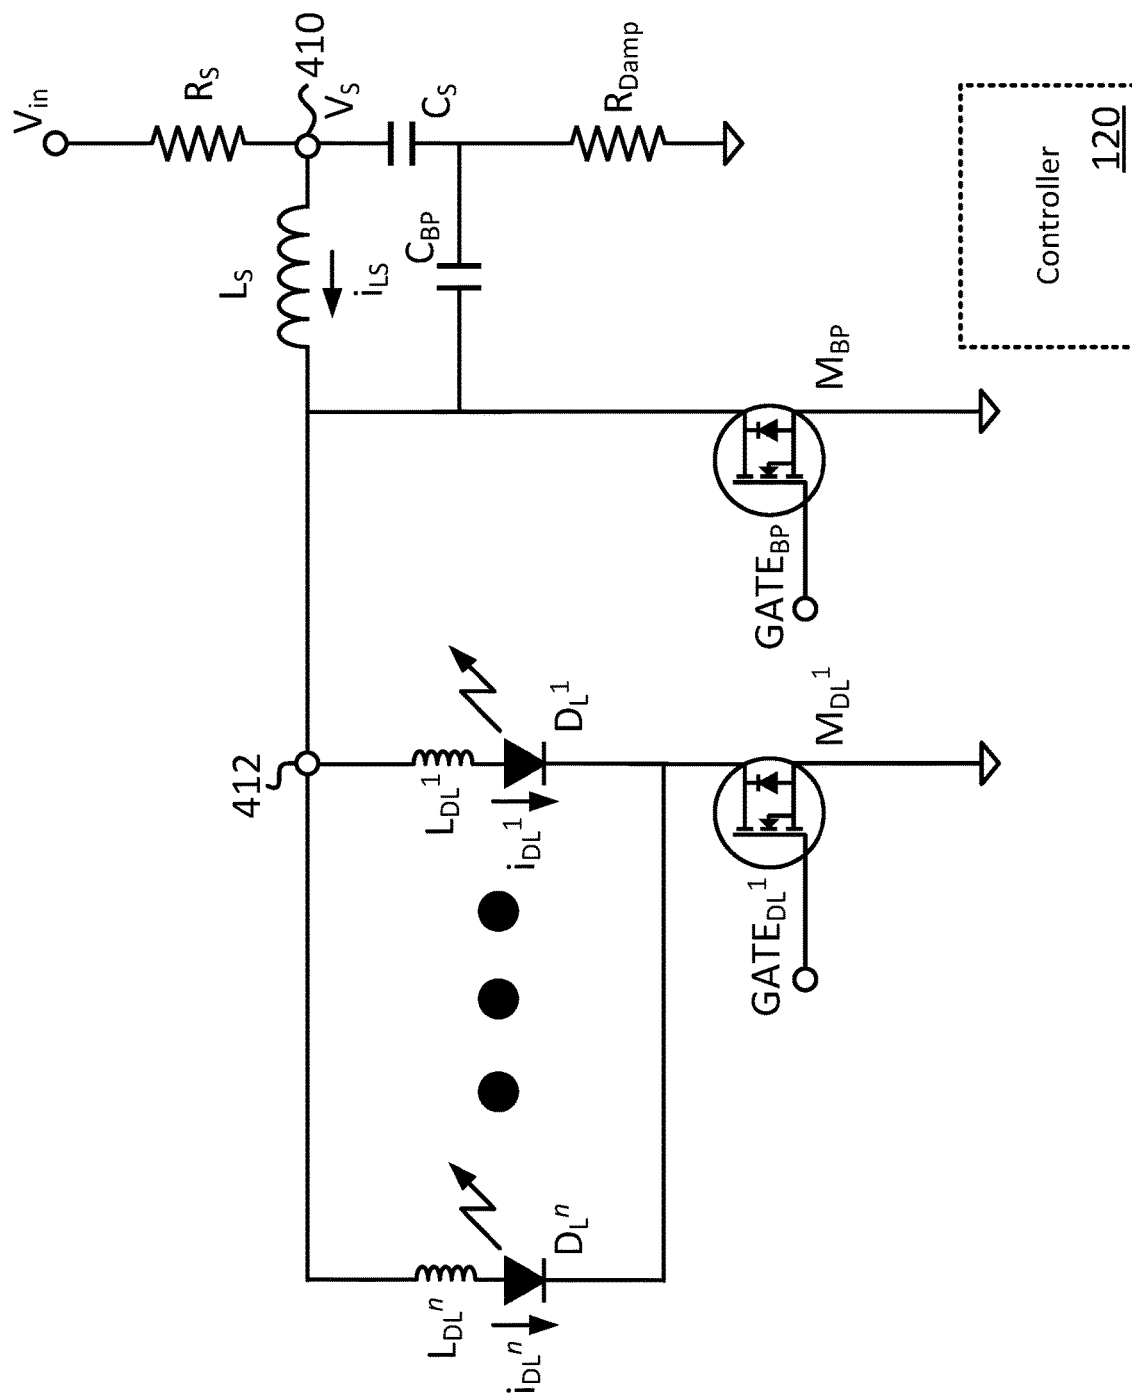 V_in
R_S
410
V_S
C_S
R_Damp
L_S
i_LS
C_BP
M_BP
GATE_BP
Controller
120
412
L_DL^1
i_DL^1
D_L^1
M_DL^1
GATE_DL^1
L_DL^n
i_DL^n
D_L^n